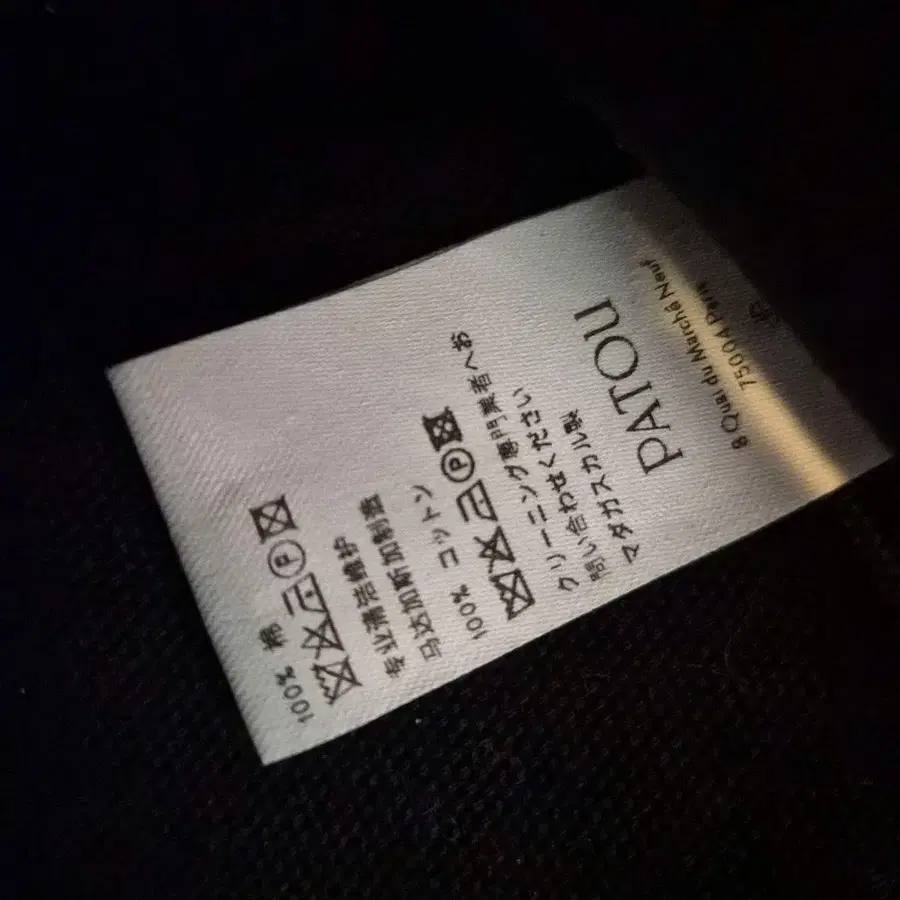 100% 棉
专业清洁维护
马达加斯加制造
100% コットン
クリーニング専門業者へお
問い合わせください
マダガスカル製
PATOU
8 Quai du Marché Neuf
75004 Paris